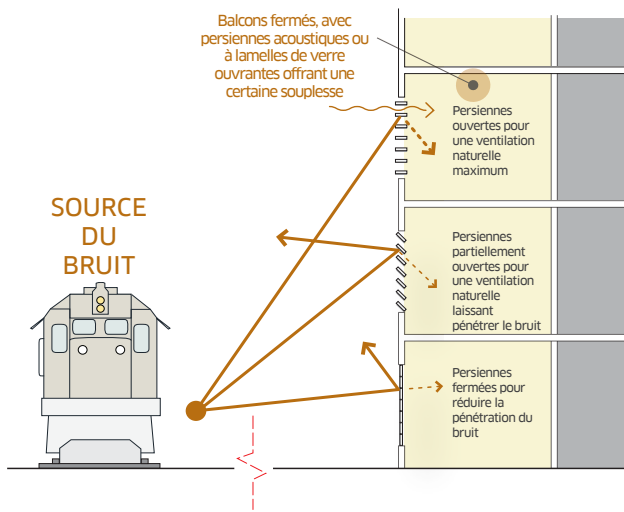 Balcons fermés, avec
persiennes acoustiques ou
à lamelles de verre
ouvrantes offrant une
certaine souplesse
Persiennes
ouvertes pour
une ventilation
naturelle
maximum
SOURCE
DU
BRUIT
Persiennes
partiellement
ouvertes pour
une ventilation
naturelle
laissant
pénétrer le bruit
Persiennes
fermées pour
réduire la
pénétration du
bruit